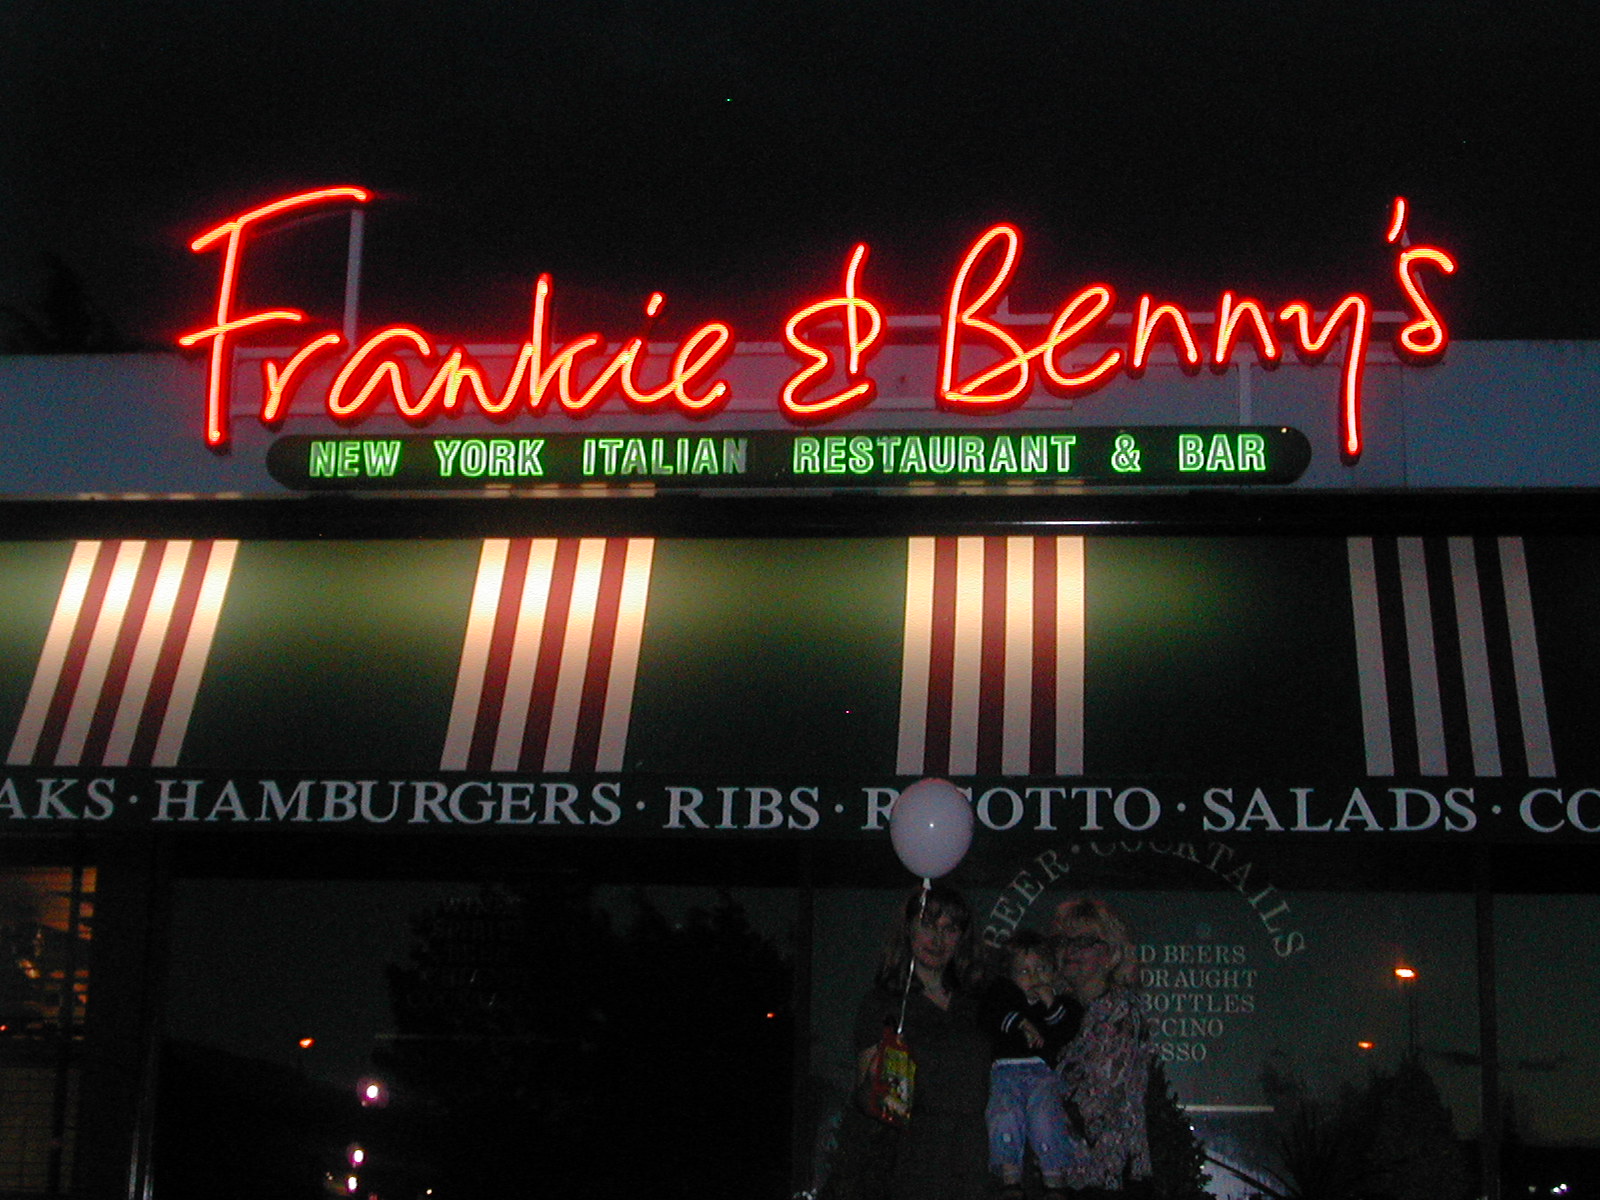 Frankie & Benny's
NEW YORK ITALIAN RESTAURANT & BAR
AKS · HAMBURGERS · RIBS · R OTTO · SALADS · CO
BEER · COCKTAILS
D BEERS
DRAUGHT
BOTTLES
CCINO
SSO